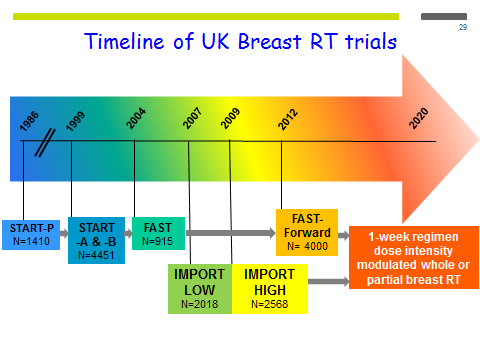 29
Timeline of UK Breast RT trials
1986
1999
2004
2007
2009
2012
2020
START-P
N=1410
START
-A & -B
N=4451
FAST
N=915
FAST-
Forward
N= 4000
IMPORT
LOW
N=2018
IMPORT
HIGH
N=2568
1-week regimen
dose intensity
modulated whole or
partial breast RT